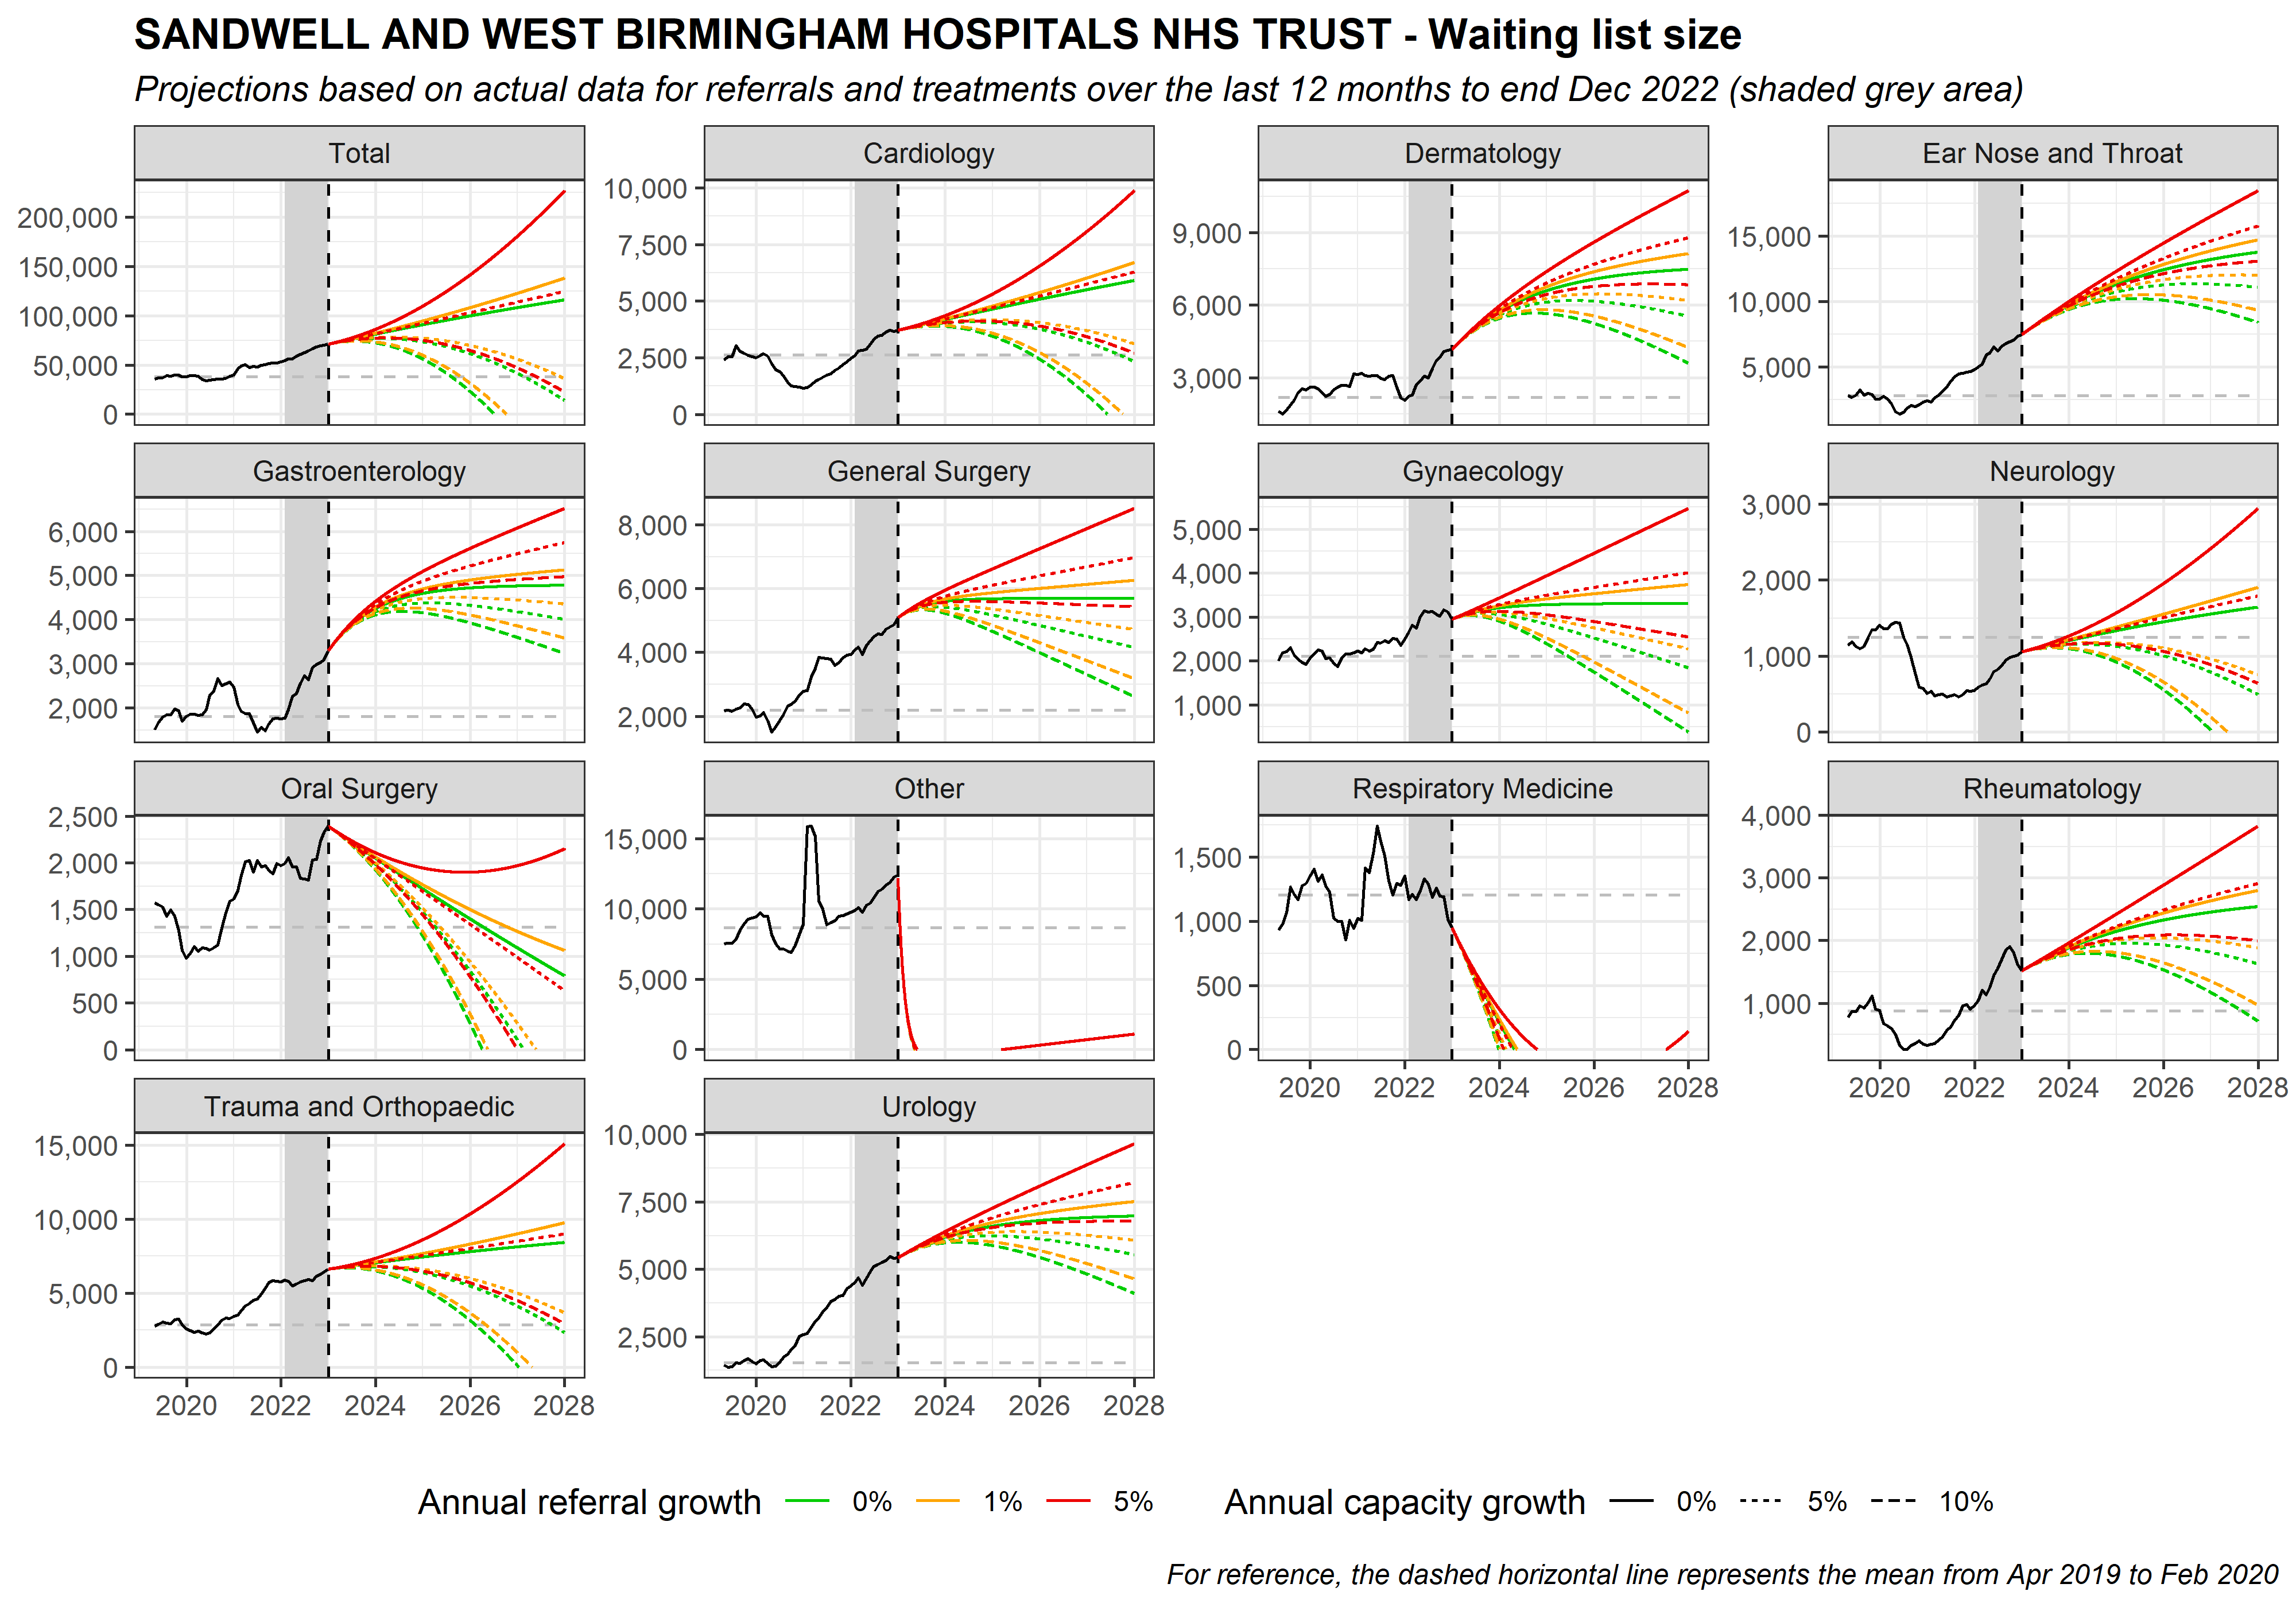 SANDWELL AND WEST BIRMINGHAM HOSPITALS NHS TRUST - Waiting list size
Projections based on actual data for referrals and treatments over the last 12 months to end Dec 2022 (shaded grey area)
Total
200,000
150,000
100,000
50,000
0
Cardiology
10,000
7,500
5,000
2,500
0
Dermatology
9,000
6,000
3,000
Ear Nose and Throat
15,000
10,000
5,000
Gastroenterology
6,000
5,000
4,000
3,000
2,000
General Surgery
8,000
6,000
4,000
2,000
Gynaecology
5,000
4,000
3,000
2,000
1,000
Neurology
3,000
2,000
1,000
0
Oral Surgery
2,500
2,000
1,500
1,000
500
0
Other
15,000
10,000
5,000
0
Respiratory Medicine
1,500
1,000
500
0
2020 2022 2024 2026 2028
Rheumatology
4,000
3,000
2,000
1,000
2020 2022 2024 2026 2028
Trauma and Orthopaedic
15,000
10,000
5,000
0
2020 2022 2024 2026 2028
Urology
10,000
7,500
5,000
2,500
2020 2022 2024 2026 2028
Annual referral growth 0% 1% 5% Annual capacity growth 0% 5% 10%
For reference, the dashed horizontal line represents the mean from Apr 2019 to Feb 2020